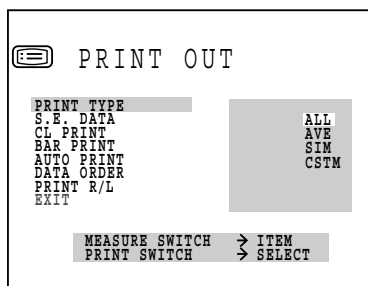 PRINT OUT
PRINT TYPE
S.E. DATA
CL PRINT
BAR PRINT
AUTO PRINT
DATA ORDER
PRINT R/L
EXIT
ALL
AVE
SIM
CSTM
MEASURE SWITCH → ITEM
PRINT SWITCH → SELECT